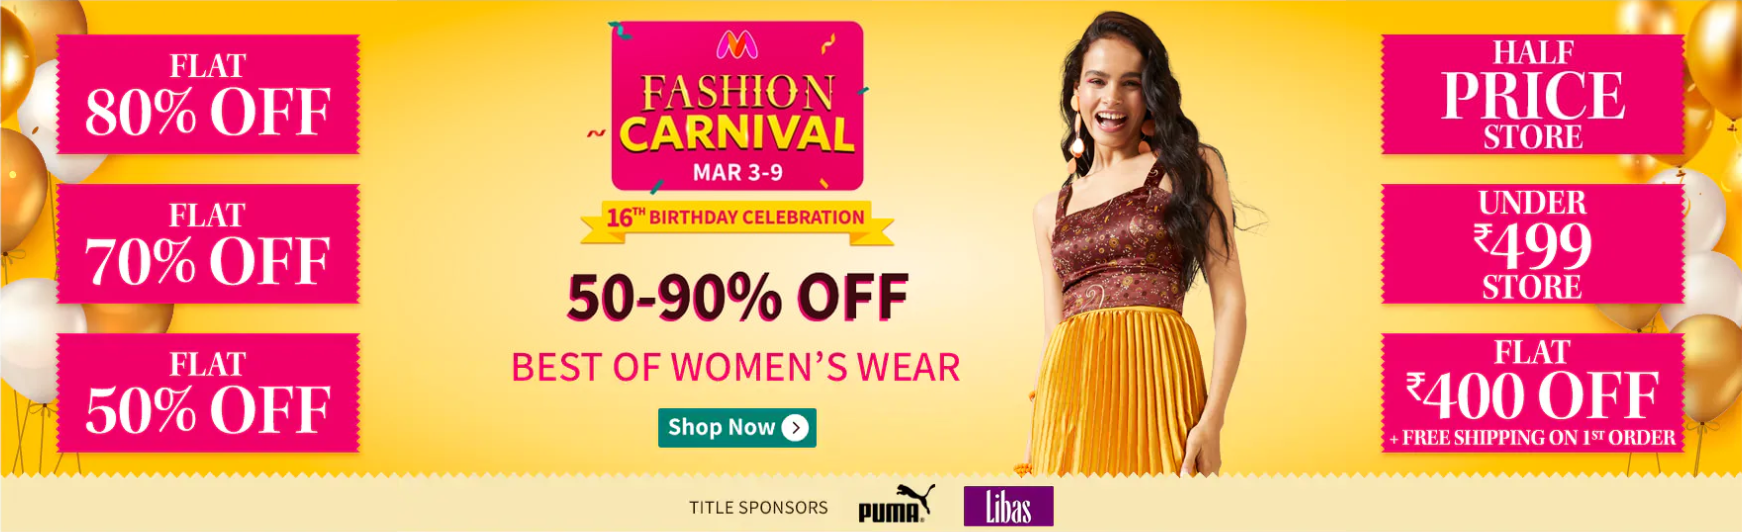 FLAT
80% OFF
FLAT
70% OFF
FLAT
50% OFF
FASHION
CARNIVAL
MAR 3-9
16TH BIRTHDAY CELEBRATION
50-90% OFF
BEST OF WOMEN'S WEAR
Shop Now
HALF
PRICE
STORE
UNDER
₹499
STORE
FLAT
₹400 OFF
+ FREE SHIPPING ON 1ST ORDER
TITLE SPONSORS
PUMA
Libas